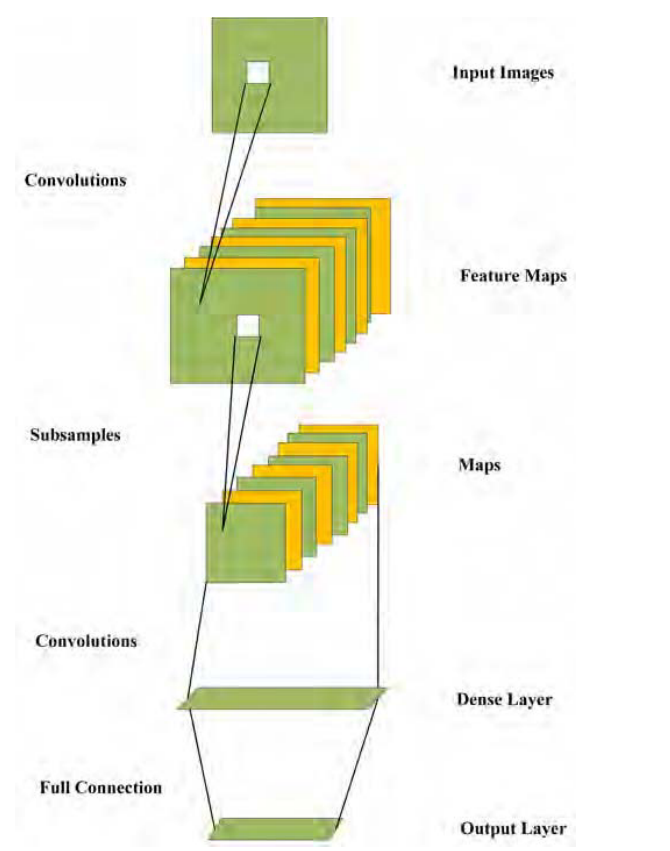 Input Images
Convolutions
Feature Maps
Subsamples
Maps
Convolutions
Dense Layer
Full Connection
Output Layer